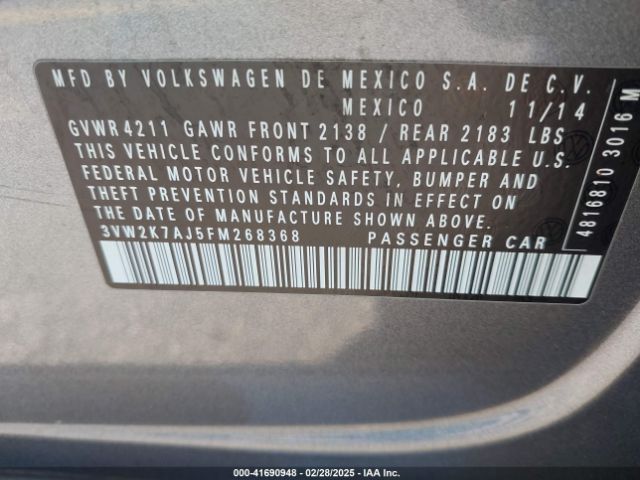 MFD BY VOLKSWAGEN DE MEXICO S.A. DE C.V.
MEXICO 11/14
GVWR 4211 GAWR FRONT 2138 / REAR 2183 LBS
THIS VEHICLE CONFORMS TO ALL APPLICABLE U.S.
FEDERAL MOTOR VEHICLE SAFETY, BUMPER AND
THEFT PREVENTION STANDARDS IN EFFECT ON
THE DATE OF MANUFACTURE SHOWN ABOVE.
3VW2K7AJ5FM268368 PASSENGER CAR
4816810 3016 M
000-41690948 - 02/28/2025 - IAA Inc.